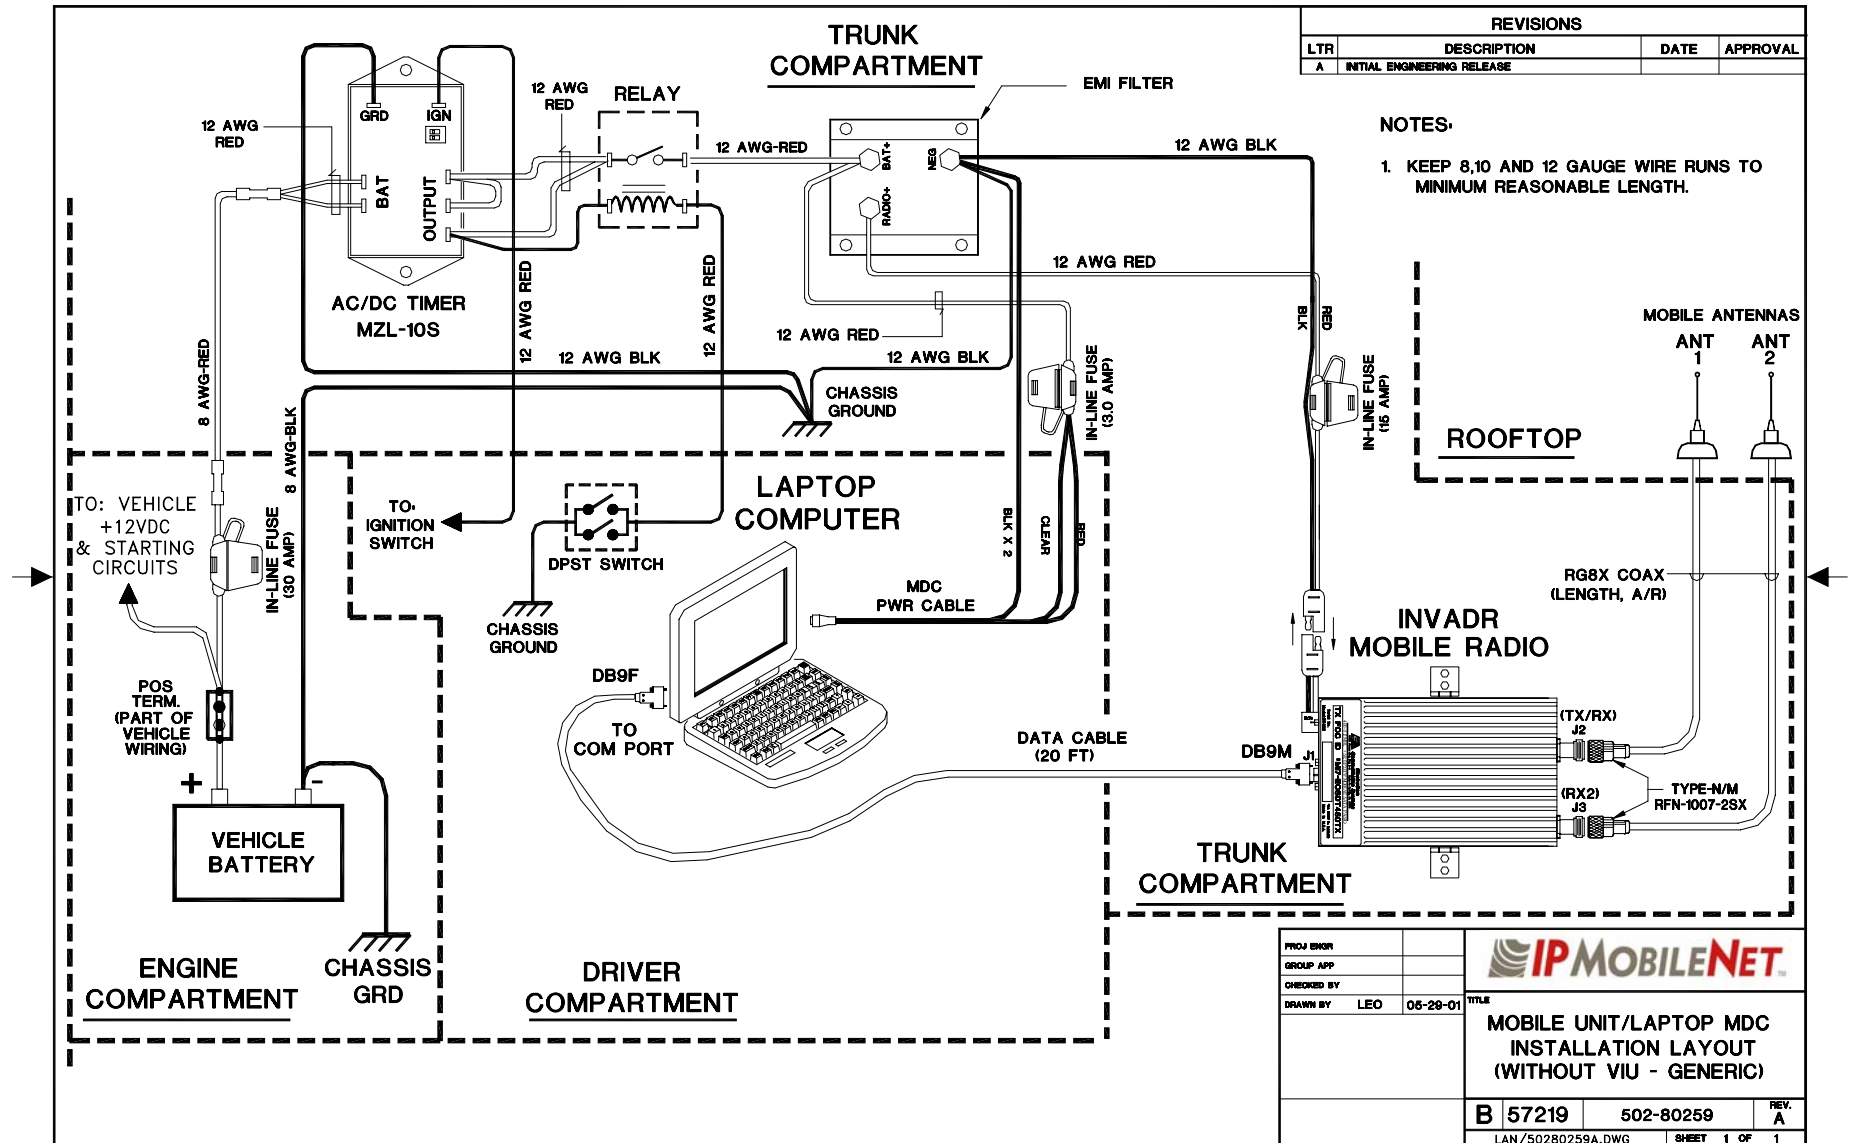 TRUNK
COMPARTMENT
REVISIONS
LTR DESCRIPTION DATE APPROVAL
A INITIAL ENGINEERING RELEASE
NOTES:
1. KEEP 8,10 AND 12 GAUGE WIRE RUNS TO
MINIMUM REASONABLE LENGTH.
GRD
IGN
BAT
OUTPUT
12 AWG
RED
12 AWG
RED
RELAY
12 AWG-RED
EMI FILTER
BAT+
NEG
RADIO+
12 AWG BLK
12 AWG RED
AC/DC TIMER
MZL-10S
12 AWG RED
12 AWG RED
12 AWG RED
12 AWG BLK
12 AWG BLK
8 AWG-RED
8 AWG-BLK
CHASSIS
GROUND
IN-LINE FUSE
(3.0 AMP)
BLK
RED
IN-LINE FUSE
(15 AMP)
MOBILE ANTENNAS
ANT
1
ANT
2
ROOFTOP
TO: VEHICLE
+12VDC
& STARTING
CIRCUITS
IN-LINE FUSE
(30 AMP)
TO:
IGNITION
SWITCH
DPST SWITCH
CHASSIS
GROUND
LAPTOP
COMPUTER
BLK X 2
CLEAR
RED
MDC
PWR CABLE
RG8X COAX
(LENGTH, A/R)
INVADR
MOBILE RADIO
POS
TERM.
(PART OF
VEHICLE
WIRING)
+
-
VEHICLE
BATTERY
DB9F
TO
COM PORT
DATA CABLE
(20 FT)
DB9M
J1
TX FCC ID
(TX/RX)
J2
(RX2)
J3
TYPE-N/M
RFN-1007-2SX
TRUNK
COMPARTMENT
ENGINE
COMPARTMENT
CHASSIS
GRD
DRIVER
COMPARTMENT
PROJ ENGR
GROUP APP
CHECKED BY
DRAWN BY LEO 05-29-01
IPMOBILENET
TM
TITLE
MOBILE UNIT/LAPTOP MDC
INSTALLATION LAYOUT
(WITHOUT VIU - GENERIC)
B 57219 502-80259 REV. A
LAN/50280259A.DWG SHEET 1 OF 1